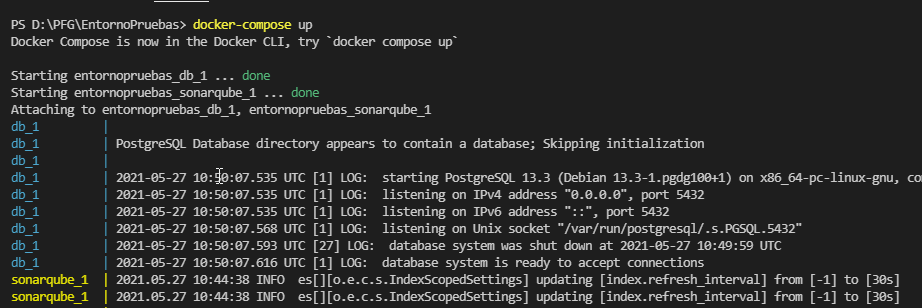 PS D:\PFG\EntornoPruebas> docker-compose up
Docker Compose is now in the Docker CLI, try `docker compose up`
Starting entornopruebas_db_1 ... done
Starting entornopruebas_sonarqube_1 ... done
Attaching to entornopruebas_db_1, entornopruebas_sonarqube_1
db_1 |
db_1 | PostgreSQL Database directory appears to contain a database; Skipping initialization
db_1 |
db_1 | 2021-05-27 10:50:07.535 UTC [1] LOG: starting PostgreSQL 13.3 (Debian 13.3-1.pgdg100+1) on x86_64-pc-linux-gnu, co
db_1 | 2021-05-27 10:50:07.535 UTC [1] LOG: listening on IPv4 address "0.0.0.0", port 5432
db_1 | 2021-05-27 10:50:07.535 UTC [1] LOG: listening on IPv6 address "::", port 5432
db_1 | 2021-05-27 10:50:07.568 UTC [1] LOG: listening on Unix socket "/var/run/postgresql/.s.PGSQL.5432"
db_1 | 2021-05-27 10:50:07.593 UTC [27] LOG: database system was shut down at 2021-05-27 10:49:59 UTC
db_1 | 2021-05-27 10:50:07.616 UTC [1] LOG: database system is ready to accept connections
sonarqube_1 | 2021.05.27 10:44:38 INFO es[][o.e.c.s.IndexScopedSettings] updating [index.refresh_interval] from [-1] to [30s]
sonarqube_1 | 2021.05.27 10:44:38 INFO es[][o.e.c.s.IndexScopedSettings] updating [index.refresh_interval] from [-1] to [30s]